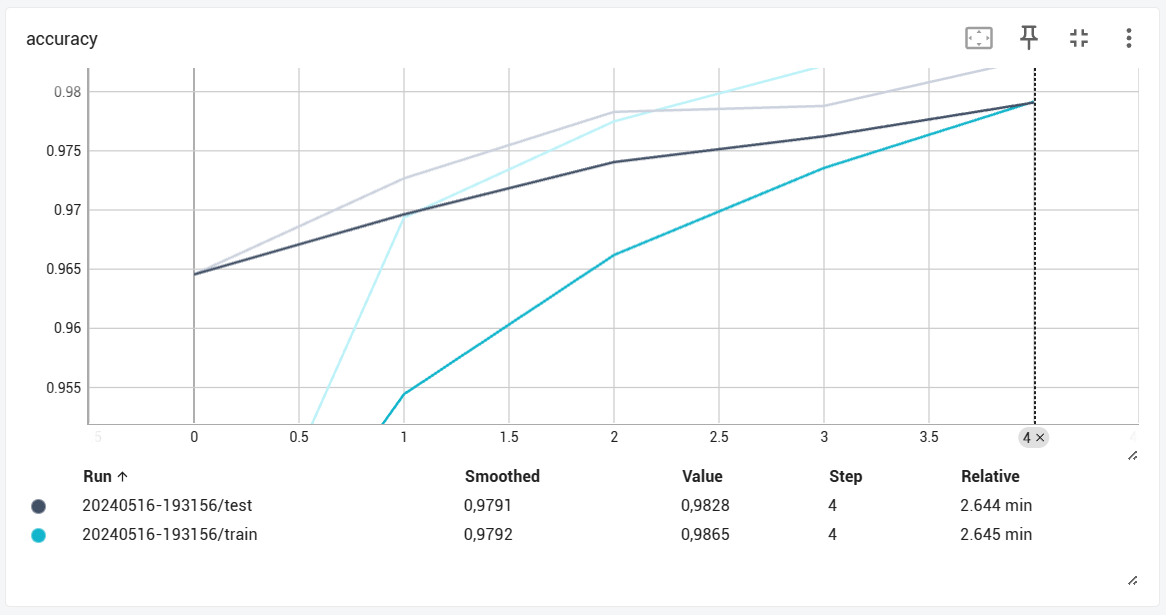 accuracy
0.98
0.975
0.97
0.965
0.96
0.955
5 0 0.5 1 1.5 2 2.5 3 3.5 4 × 4
Run ↑ Smoothed Value Step Relative
20240516-193156/test 0,9791 0,9828 4 2.644 min
20240516-193156/train 0,9792 0,9865 4 2.645 min